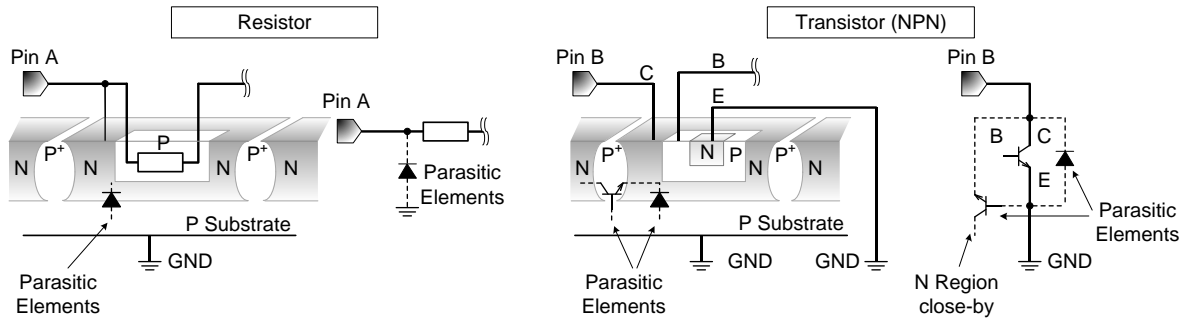 Resistor
Transistor (NPN)
Pin A
Pin A
N
P+
N
P
N
P+
N
Parasitic
Elements
P Substrate
GND
Parasitic
Elements
Pin B
C
B
E
N
P+
N
N
P
N
P+
N
P Substrate
GND
GND
Parasitic
Elements
Pin B
B
C
E
Parasitic
Elements
GND
N Region
close-by